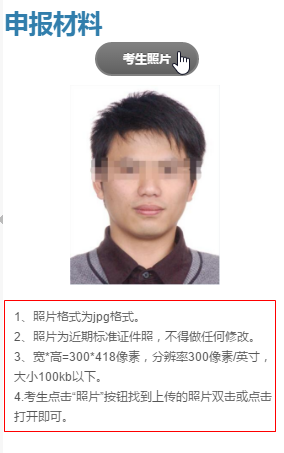 申报材料
考生照片
1、照片格式为jpg格式。
2、照片为近期标准证件照，不得做任何修改。
3、宽*高=300*418像素，分辨率300像素/英寸，
大小100kb以下。
4.考生点击“照片”按钮找到上传的照片双击或点击
打开即可。